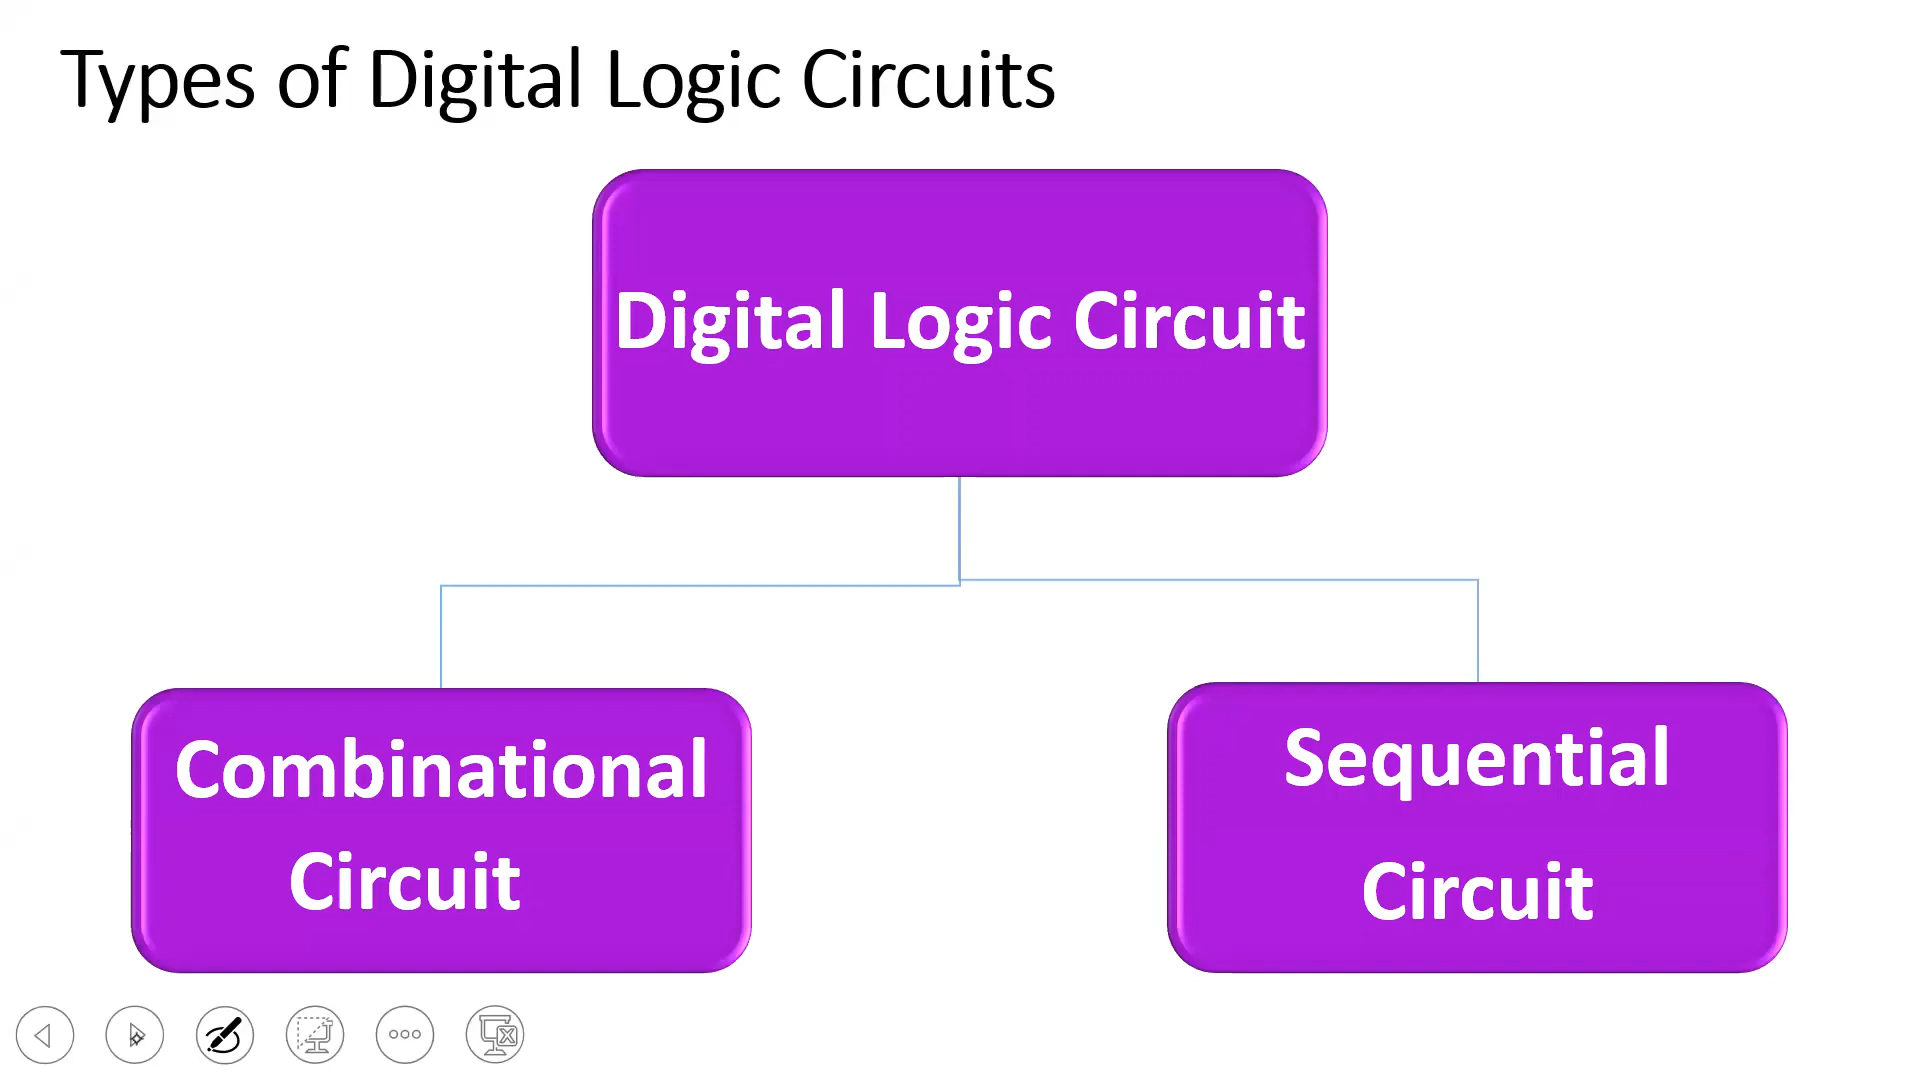 Types of Digital Logic Circuits
Digital Logic Circuit
Combinational
Circuit
Sequential
Circuit